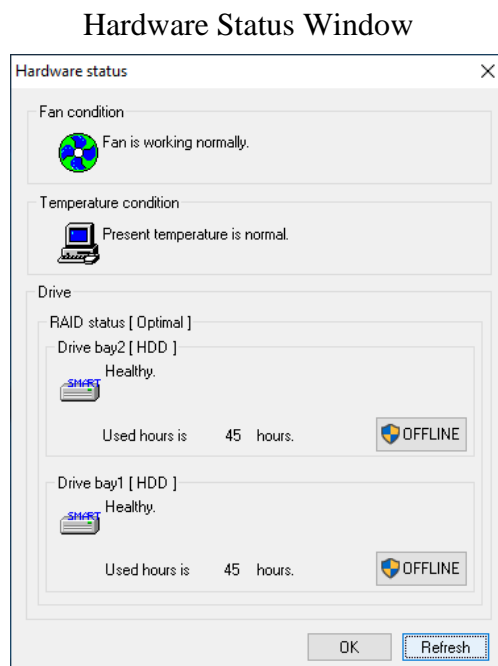 Hardware Status Window
Hardware status
Fan condition
Fan is working normally.
Temperature condition
Present temperature is normal.
Drive
RAID status [ Optimal ]
Drive bay2 [ HDD ]
SMART
Healthy.
Used hours is 45 hours.
OFFLINE
Drive bay1 [ HDD ]
SMART
Healthy.
Used hours is 45 hours.
OFFLINE
OK
Refresh